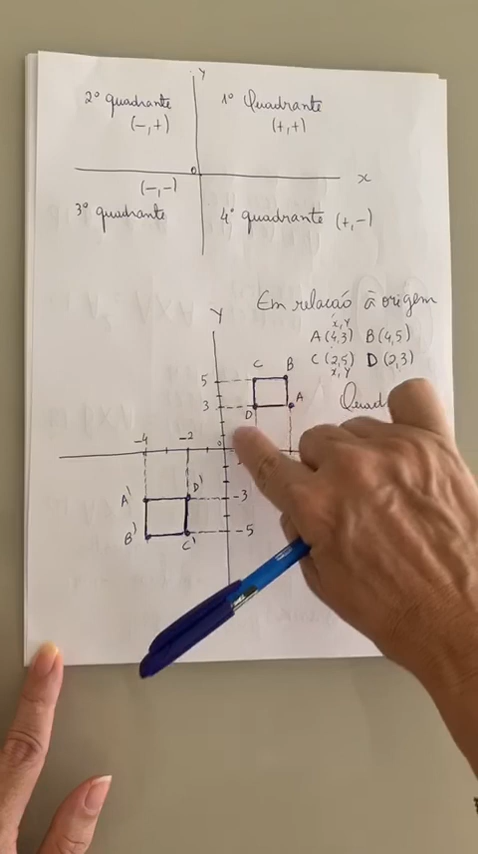 Y
2º quadrante
1º Quadrante
(-,+)
(+,+)
0
x
(-,-)
3º quadrante
4º quadrante (+,-)
Y
Em relacão à origem
x,y
A(4,3) B(4,5)
C(2,5) D(2,3)
x,y
C B
5
3
D A
-4 -2
0
A' D'
-3
B' C'
-5